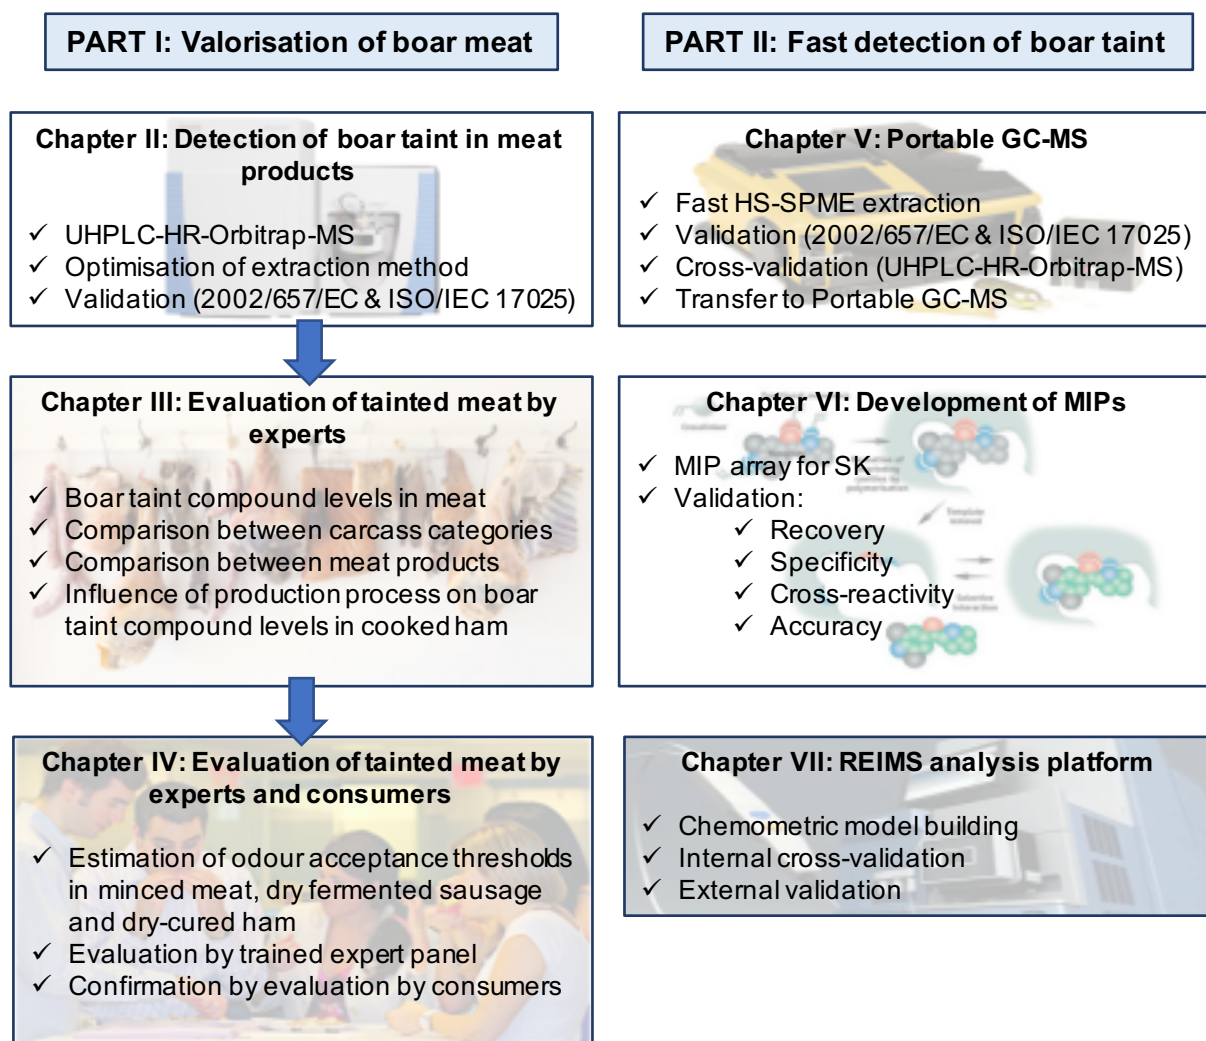 PART I: Valorisation of boar meat
Chapter II: Detection of boar taint in meat
products
✓ UHPLC-HR-Orbitrap-MS
✓ Optimisation of extraction method
✓ Validation (2002/657/EC & ISO/IEC 17025)
Chapter III: Evaluation of tainted meat by
experts
✓ Boar taint compound levels in meat
✓ Comparison between carcass categories
✓ Comparison between meat products
✓ Influence of production process on boar
taint compound levels in cooked ham
Chapter IV: Evaluation of tainted meat by
experts and consumers
✓ Estimation of odour acceptance thresholds
in minced meat, dry fermented sausage
and dry-cured ham
✓ Evaluation by trained expert panel
✓ Confirmation by evaluation by consumers
PART II: Fast detection of boar taint
Chapter V: Portable GC-MS
✓ Fast HS-SPME extraction
✓ Validation (2002/657/EC & ISO/IEC 17025)
✓ Cross-validation (UHPLC-HR-Orbitrap-MS)
✓ Transfer to Portable GC-MS
Chapter VI: Development of MIPs
✓ MIP array for SK
✓ Validation:
✓ Recovery
✓ Specificity
✓ Cross-reactivity
✓ Accuracy
Chapter VII: REIMS analysis platform
✓ Chemometric model building
✓ Internal cross-validation
✓ External validation